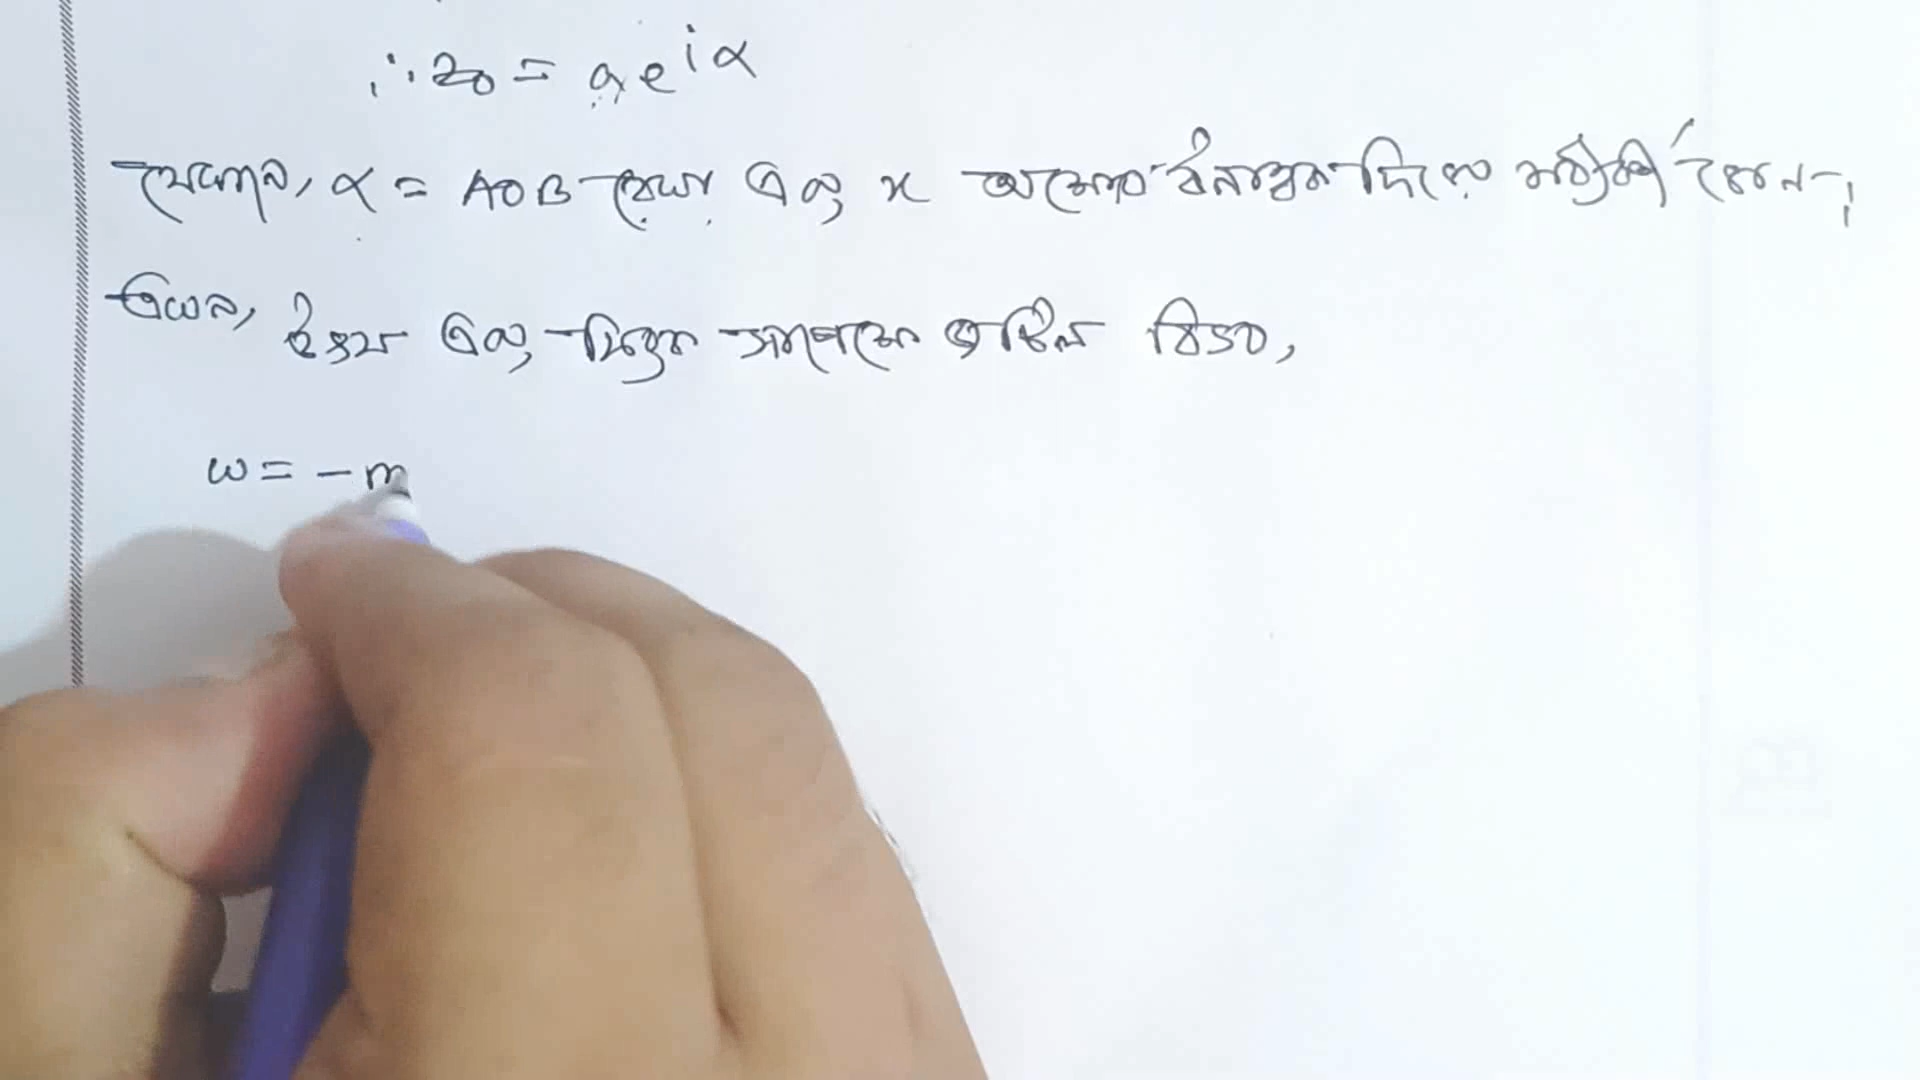 ∴ z₀ = a e^{iα}
যেখানে, α = AOB রেখা এবং x অক্ষের ধনাত্মক দিকের মধ্যবর্তী কোন।
এখন, উৎস এবং বিন্দুর সাপেক্ষে জটিল বিভব,
w = - m